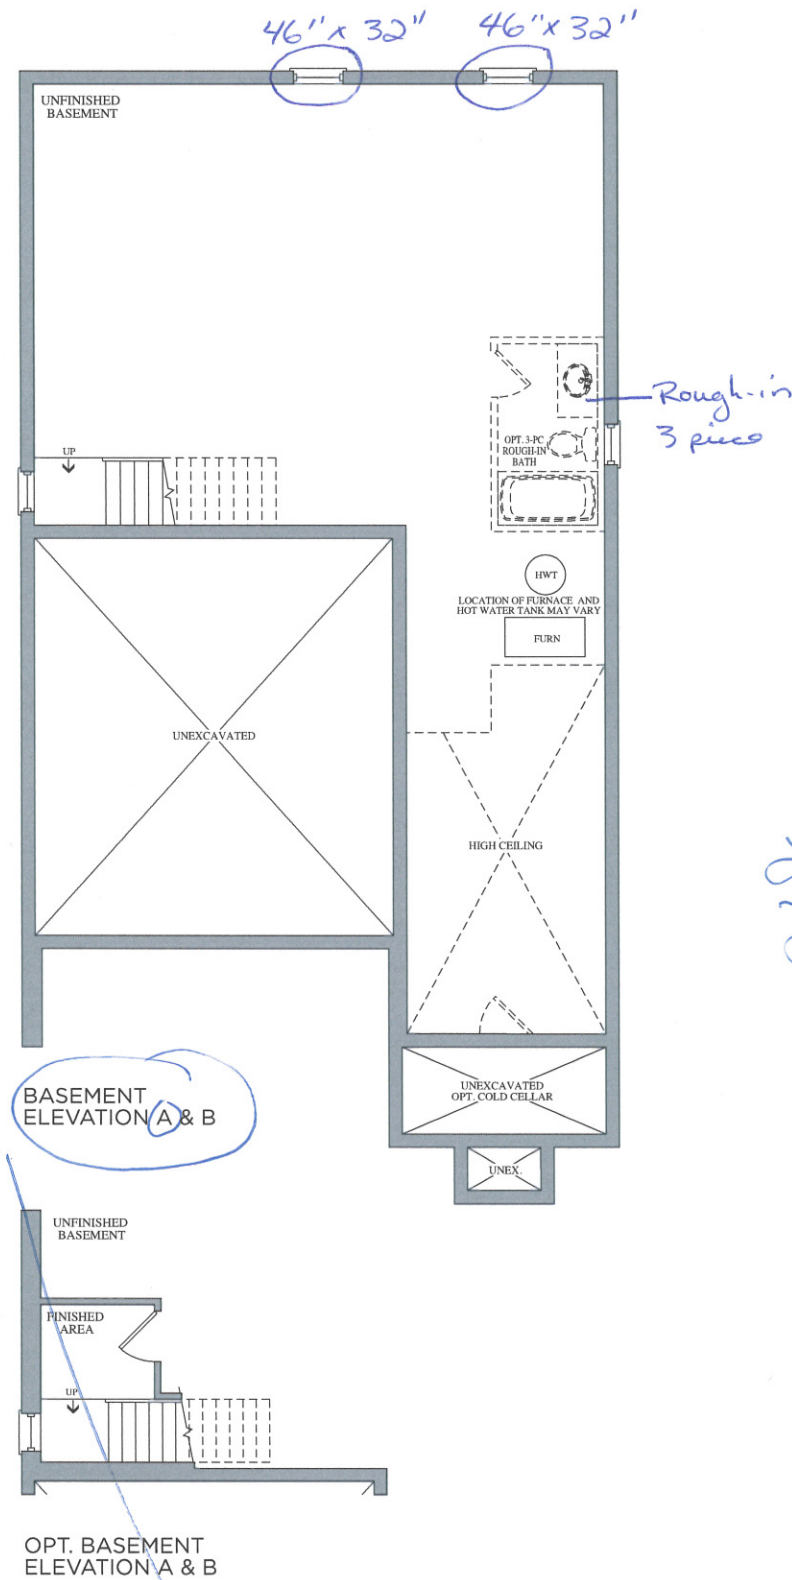 46" x 32" 46" x 32"
UNFINISHED
BASEMENT
Rough-in
3 piece
UP
OPT. 3-PC
ROUGH-IN
BATH
HWT
LOCATION OF FURNACE AND
HOT WATER TANK MAY VARY
FURN
UNEXCAVATED
HIGH CEILING
UNEXCAVATED
OPT. COLD CELLAR
UNEX.
BASEMENT
ELEVATION A & B
UNFINISHED
BASEMENT
FINISHED
AREA
UP
OPT. BASEMENT
ELEVATION A & B